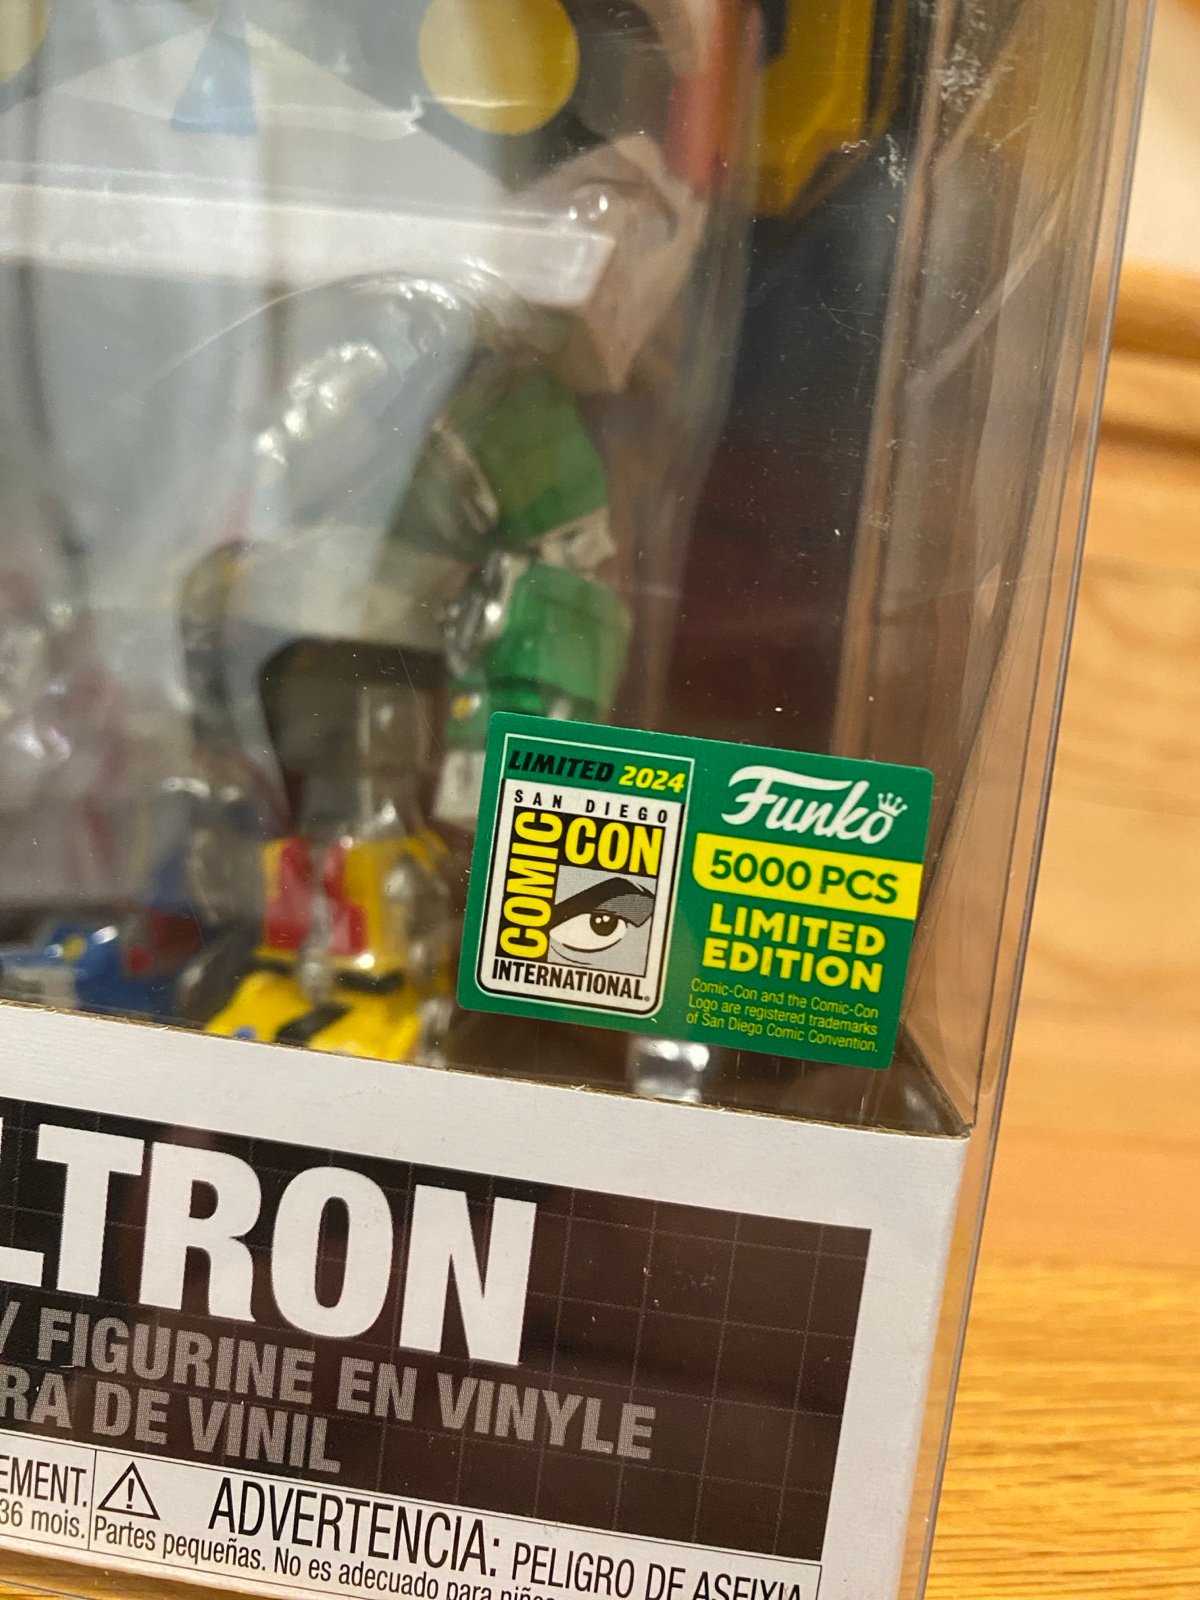 LIMITED 2024
SAN DIEGO
COMIC CON
INTERNATIONAL®
Funko
5000 PCS
LIMITED
EDITION
Comic-Con and the Comic-Con
Logo are registered trademarks
of San Diego Comic Convention.
LTRON
/ FIGURINE EN VINYLE
RA DE VINIL
EMENT.
36 mois.
ADVERTENCIA: PELIGRO DE ASFIXIA
Partes pequeñas. No es adecuado para